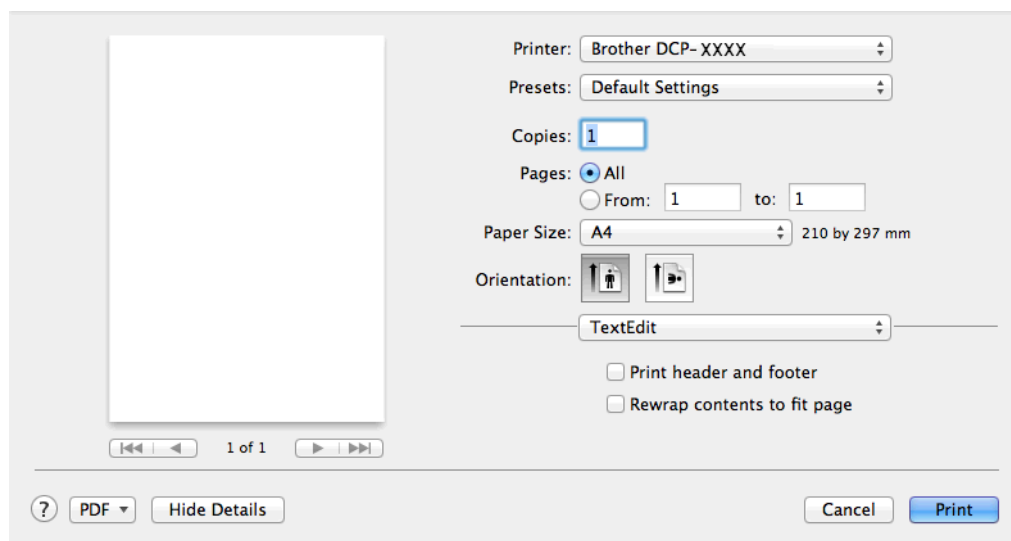 Printer: Brother DCP-XXXX
Presets: Default Settings
Copies: 1
Pages: All
From: 1 to: 1
Paper Size: A4 210 by 297 mm
Orientation:
TextEdit
Print header and footer
Rewrap contents to fit page
1 of 1
? PDF Hide Details Cancel Print